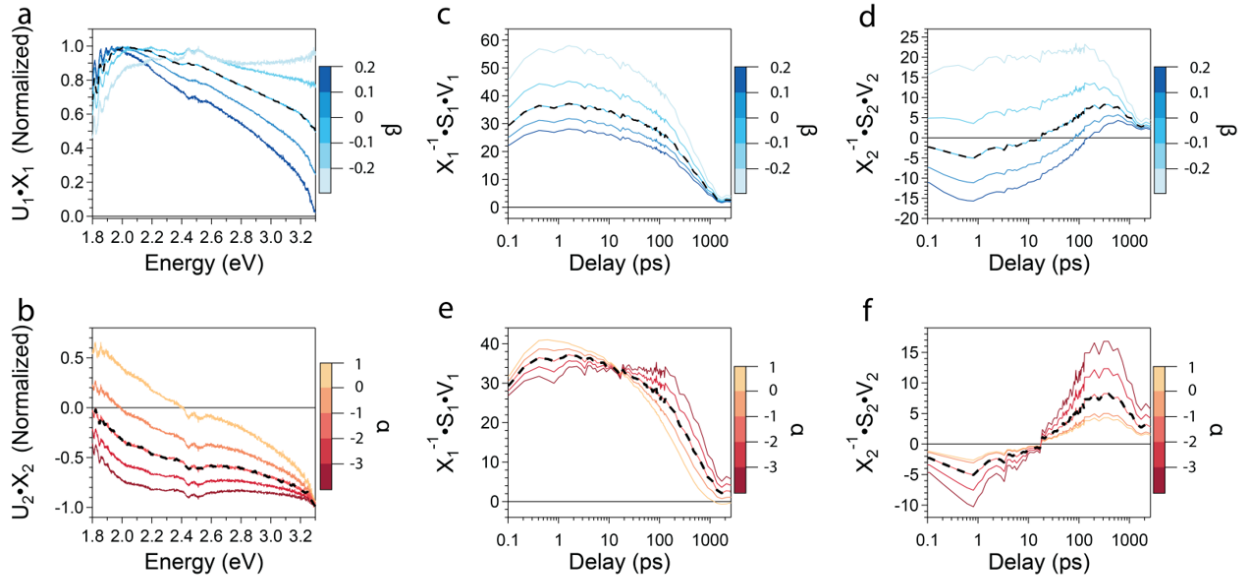 a
U1•X1 (Normalized)
1.0
0.8
0.6
0.4
0.2
0.0
1.8 2.0 2.2 2.4 2.6 2.8 3.0 3.2
Energy (eV)
0.2
0.1
0
-0.1
-0.2
β
c
X1⁻¹•S1•V1
60
50
40
30
20
10
0
0.1 1 10 100 1000
Delay (ps)
0.2
0.1
0
-0.1
-0.2
β
d
X2⁻¹•S2•V2
25
20
15
10
5
0
-5
-10
-15
-20
0.1 1 10 100 1000
Delay (ps)
0.2
0.1
0
-0.1
-0.2
β
b
U2•X2 (Normalized)
0.5
0.0
-0.5
-1.0
1.8 2.0 2.2 2.4 2.6 2.8 3.0 3.2
Energy (eV)
1
0
-1
-2
-3
α
e
X1⁻¹•S1•V1
40
30
20
10
0
0.1 1 10 100 1000
Delay (ps)
1
0
-1
-2
-3
α
f
X2⁻¹•S2•V2
15
10
5
0
-5
-10
0.1 1 10 100 1000
Delay (ps)
1
0
-1
-2
-3
α